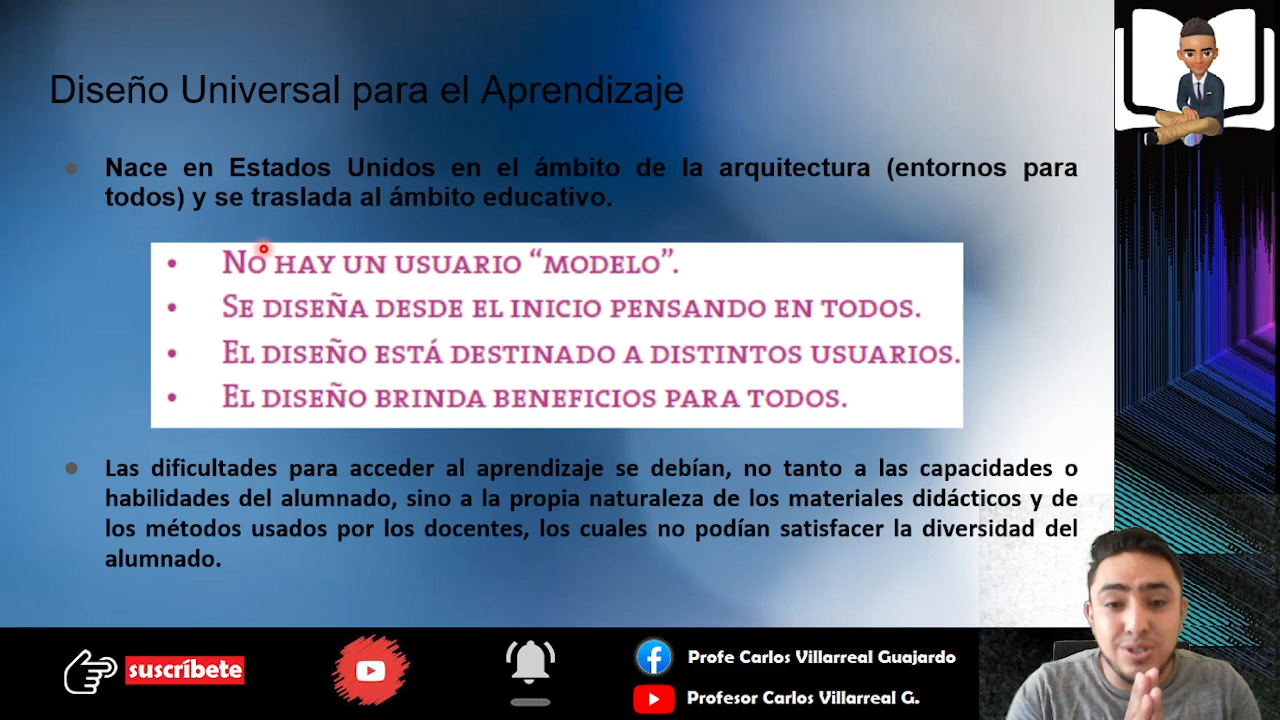 Diseño Universal para el Aprendizaje
Nace en Estados Unidos en el ámbito de la arquitectura (entornos para
todos) y se traslada al ámbito educativo.
No hay un usuario “modelo”.
Se diseña desde el inicio pensando en todos.
El diseño está destinado a distintos usuarios.
El diseño brinda beneficios para todos.
Las dificultades para acceder al aprendizaje se debían, no tanto a las capacidades o
habilidades del alumnado, sino a la propia naturaleza de los materiales didácticos y de
los métodos usados por los docentes, los cuales no podían satisfacer la diversidad del
alumnado.
suscríbete
Profe Carlos Villarreal Guajardo
Profesor Carlos Villarreal G.